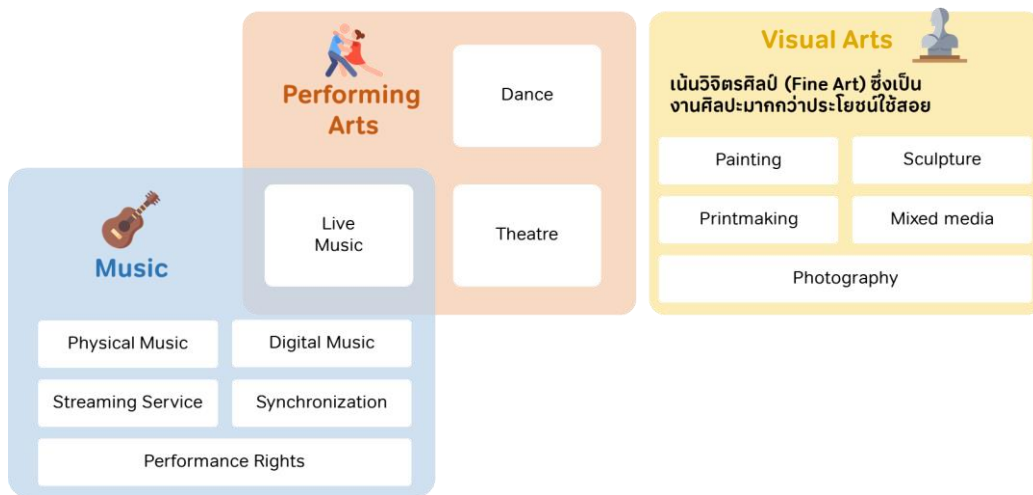 Performing
Arts
Dance
Live
Music
Theatre
Music
Physical Music
Digital Music
Streaming Service
Synchronization
Performance Rights
Visual Arts
เน้นวิจิตรศิลป์ (Fine Art) ซึ่งเป็น
งานศิลปะมากกว่าประโยชน์ใช้สอย
Painting
Sculpture
Printmaking
Mixed media
Photography